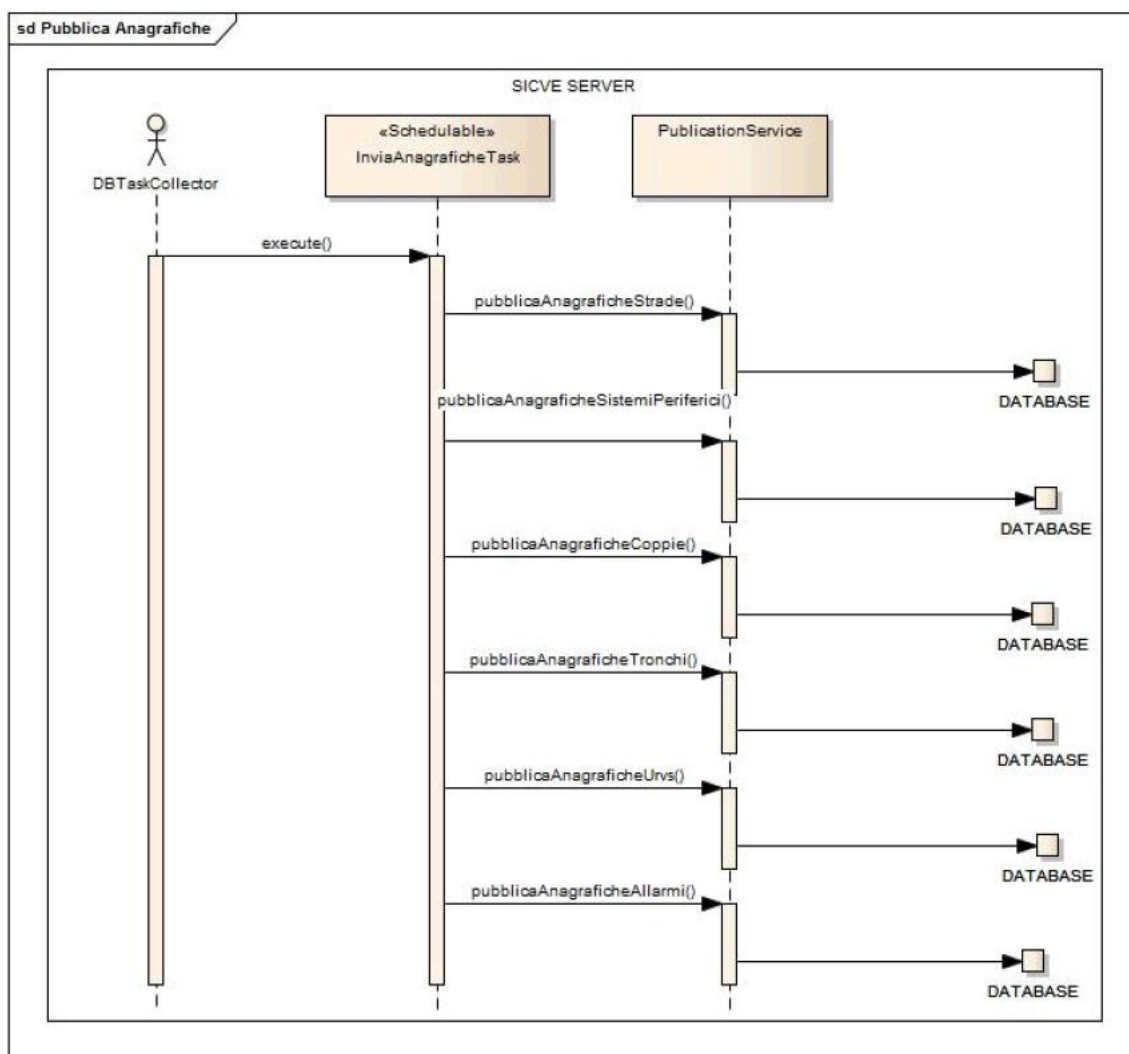 sd Pubblica Anagrafiche
SICVE SERVER
DBTaskCollector
«Schedulable»
InviaAnagraficheTask
PublicationService
execute()
pubblicaAnagraficheStrade()
DATABASE
pubblicaAnagraficheSistemiPeriferici()
DATABASE
pubblicaAnagraficheCoppie()
DATABASE
pubblicaAnagraficheTronchi()
DATABASE
pubblicaAnagraficheUrvs()
DATABASE
pubblicaAnagraficheAllarmi()
DATABASE